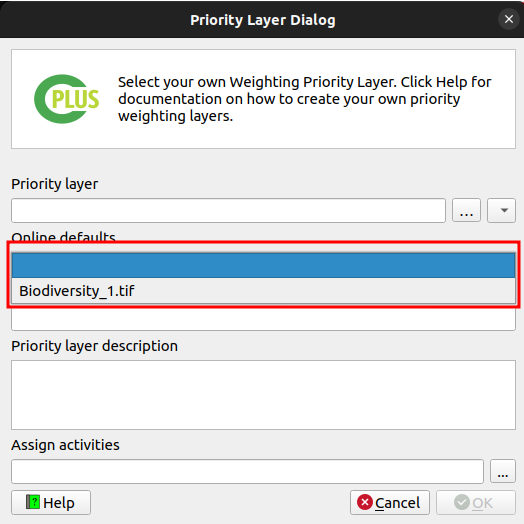 Priority Layer Dialog
PLUS
Select your own Weighting Priority Layer. Click Help for
documentation on how to create your own priority
weighting layers.
Priority layer
...
Online defaults
Biodiversity_1.tif
Priority layer description
Assign activities
...
? Help
Cancel
OK